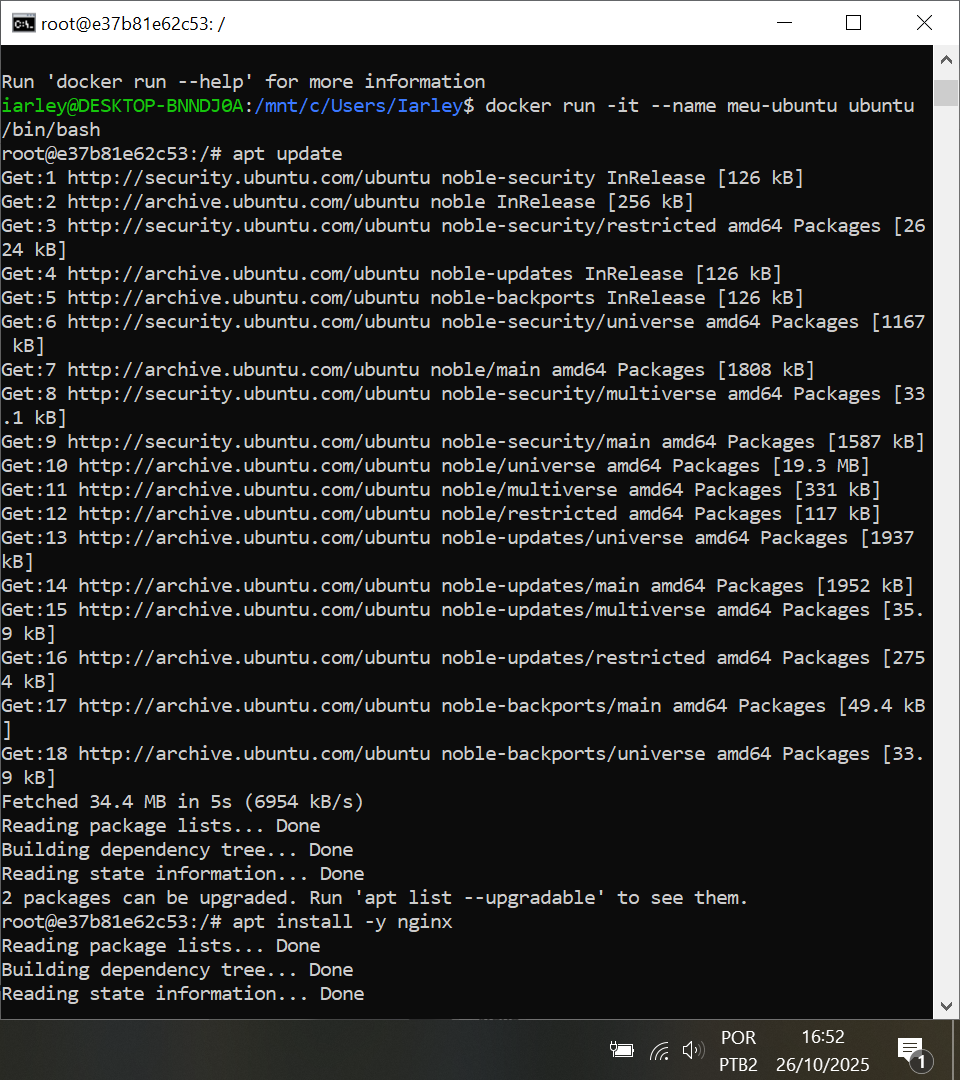 root@e37b81e62c53: /
Run 'docker run --help' for more information
iarley@DESKTOP-BNNDJ0A:/mnt/c/Users/Iarley$ docker run -it --name meu-ubuntu ubuntu
/bin/bash
root@e37b81e62c53:/# apt update
Get:1 http://security.ubuntu.com/ubuntu noble-security InRelease [126 kB]
Get:2 http://archive.ubuntu.com/ubuntu noble InRelease [256 kB]
Get:3 http://security.ubuntu.com/ubuntu noble-security/restricted amd64 Packages [26
24 kB]
Get:4 http://archive.ubuntu.com/ubuntu noble-updates InRelease [126 kB]
Get:5 http://archive.ubuntu.com/ubuntu noble-backports InRelease [126 kB]
Get:6 http://security.ubuntu.com/ubuntu noble-security/universe amd64 Packages [1167
 kB]
Get:7 http://archive.ubuntu.com/ubuntu noble/main amd64 Packages [1808 kB]
Get:8 http://security.ubuntu.com/ubuntu noble-security/multiverse amd64 Packages [33
.1 kB]
Get:9 http://security.ubuntu.com/ubuntu noble-security/main amd64 Packages [1587 kB]
Get:10 http://archive.ubuntu.com/ubuntu noble/universe amd64 Packages [19.3 MB]
Get:11 http://archive.ubuntu.com/ubuntu noble/multiverse amd64 Packages [331 kB]
Get:12 http://archive.ubuntu.com/ubuntu noble/restricted amd64 Packages [117 kB]
Get:13 http://archive.ubuntu.com/ubuntu noble-updates/universe amd64 Packages [1937
kB]
Get:14 http://archive.ubuntu.com/ubuntu noble-updates/main amd64 Packages [1952 kB]
Get:15 http://archive.ubuntu.com/ubuntu noble-updates/multiverse amd64 Packages [35.
9 kB]
Get:16 http://archive.ubuntu.com/ubuntu noble-updates/restricted amd64 Packages [275
4 kB]
Get:17 http://archive.ubuntu.com/ubuntu noble-backports/main amd64 Packages [49.4 kB
]
Get:18 http://archive.ubuntu.com/ubuntu noble-backports/universe amd64 Packages [33.
9 kB]
Fetched 34.4 MB in 5s (6954 kB/s)
Reading package lists... Done
Building dependency tree... Done
Reading state information... Done
2 packages can be upgraded. Run 'apt list --upgradable' to see them.
root@e37b81e62c53:/# apt install -y nginx
Reading package lists... Done
Building dependency tree... Done
Reading state information... Done
POR
PTB2
16:52
26/10/2025
1